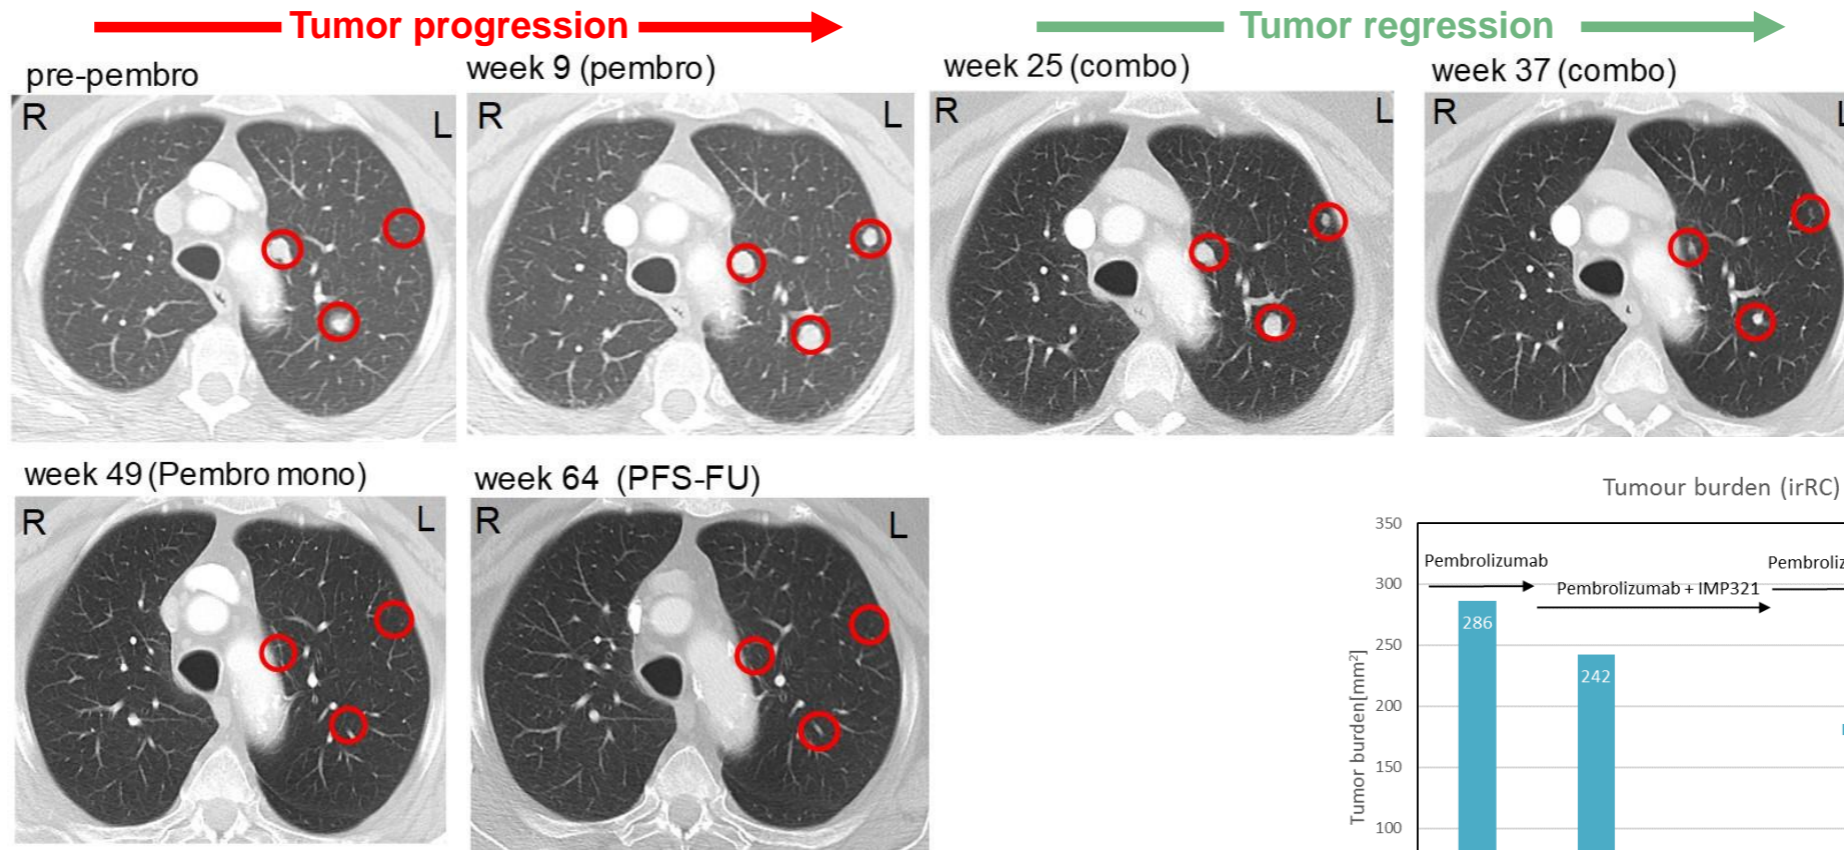 Tumor progression
Tumor regression
pre-pembro
week 9 (pembro)
week 25 (combo)
week 37 (combo)
R
L
R
L
R
L
R
week 49 (Pembro mono)
week 64 (PFS-FU)
R
L
R
L
Tumour burden (irRC)
350
300
250
200
150
100
Tumor burden[mm²]
Pembrolizumab
Pembrolizumab + IMP321
286
242